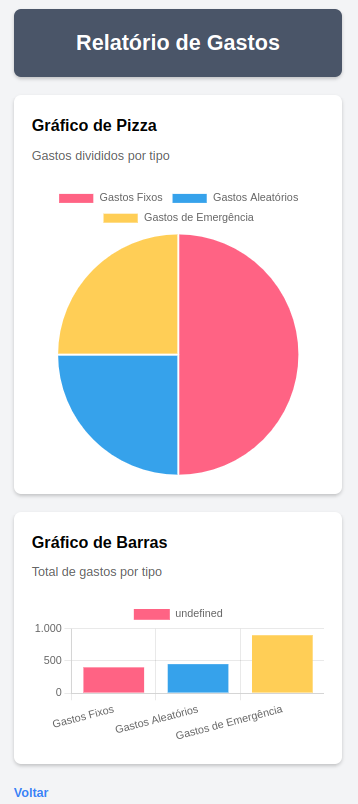 Relatório de Gastos
Gráfico de Pizza
Gastos divididos por tipo
Gastos Fixos Gastos Aleatórios
Gastos de Emergência
Gráfico de Barras
Total de gastos por tipo
undefined
1.000
500
0
Gastos Fixos Gastos Aleatórios Gastos de Emergência
Voltar